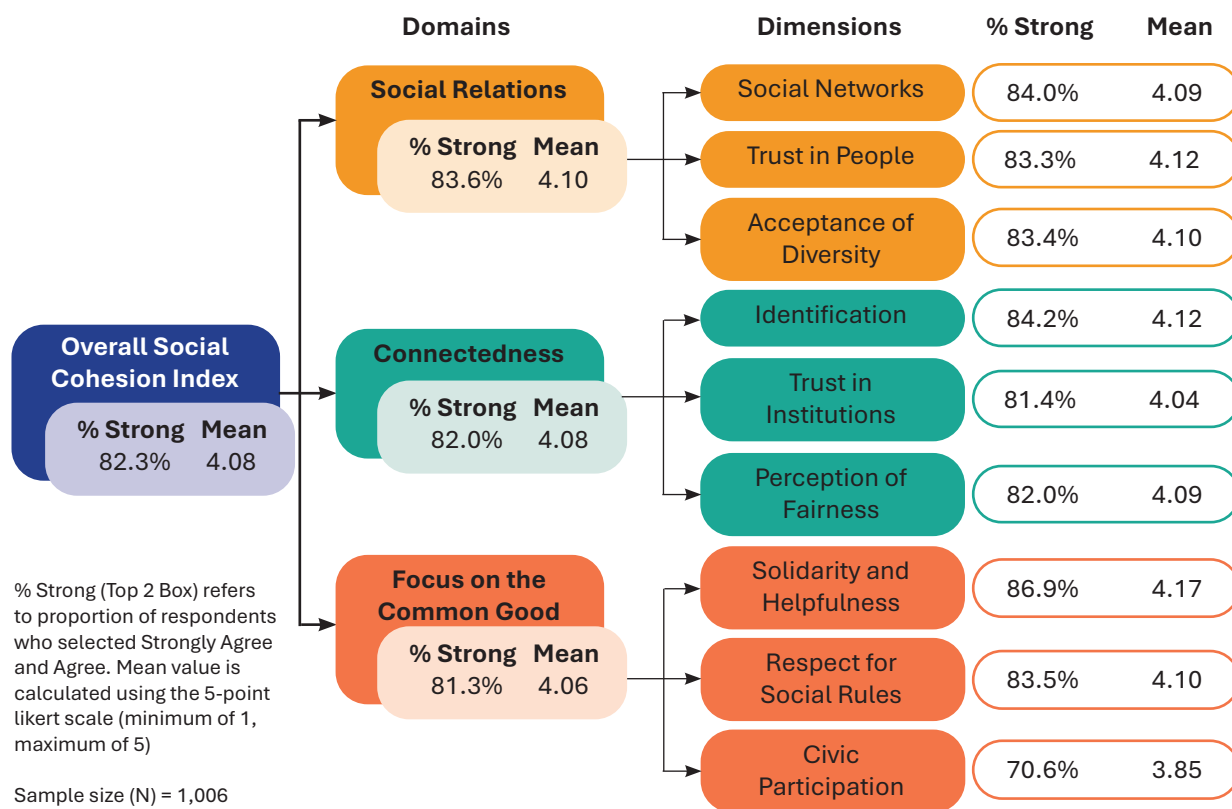 Domains Dimensions % Strong Mean
Social Relations
% Strong Mean
83.6% 4.10
Social Networks 84.0% 4.09
Trust in People 83.3% 4.12
Acceptance of
Diversity
83.4% 4.10
Overall Social
Cohesion Index
% Strong Mean
82.3% 4.08
Connectedness
% Strong Mean
82.0% 4.08
Identification 84.2% 4.12
Trust in
Institutions
81.4% 4.04
Perception of
Fairness
82.0% 4.09
Focus on the
Common Good
% Strong Mean
81.3% 4.06
Solidarity and
Helpfulness
86.9% 4.17
Respect for
Social Rules
83.5% 4.10
Civic
Participation
70.6% 3.85
% Strong (Top 2 Box) refers
to proportion of respondents
who selected Strongly Agree
and Agree. Mean value is
calculated using the 5-point
likert scale (minimum of 1,
maximum of 5)
Sample size (N) = 1,006